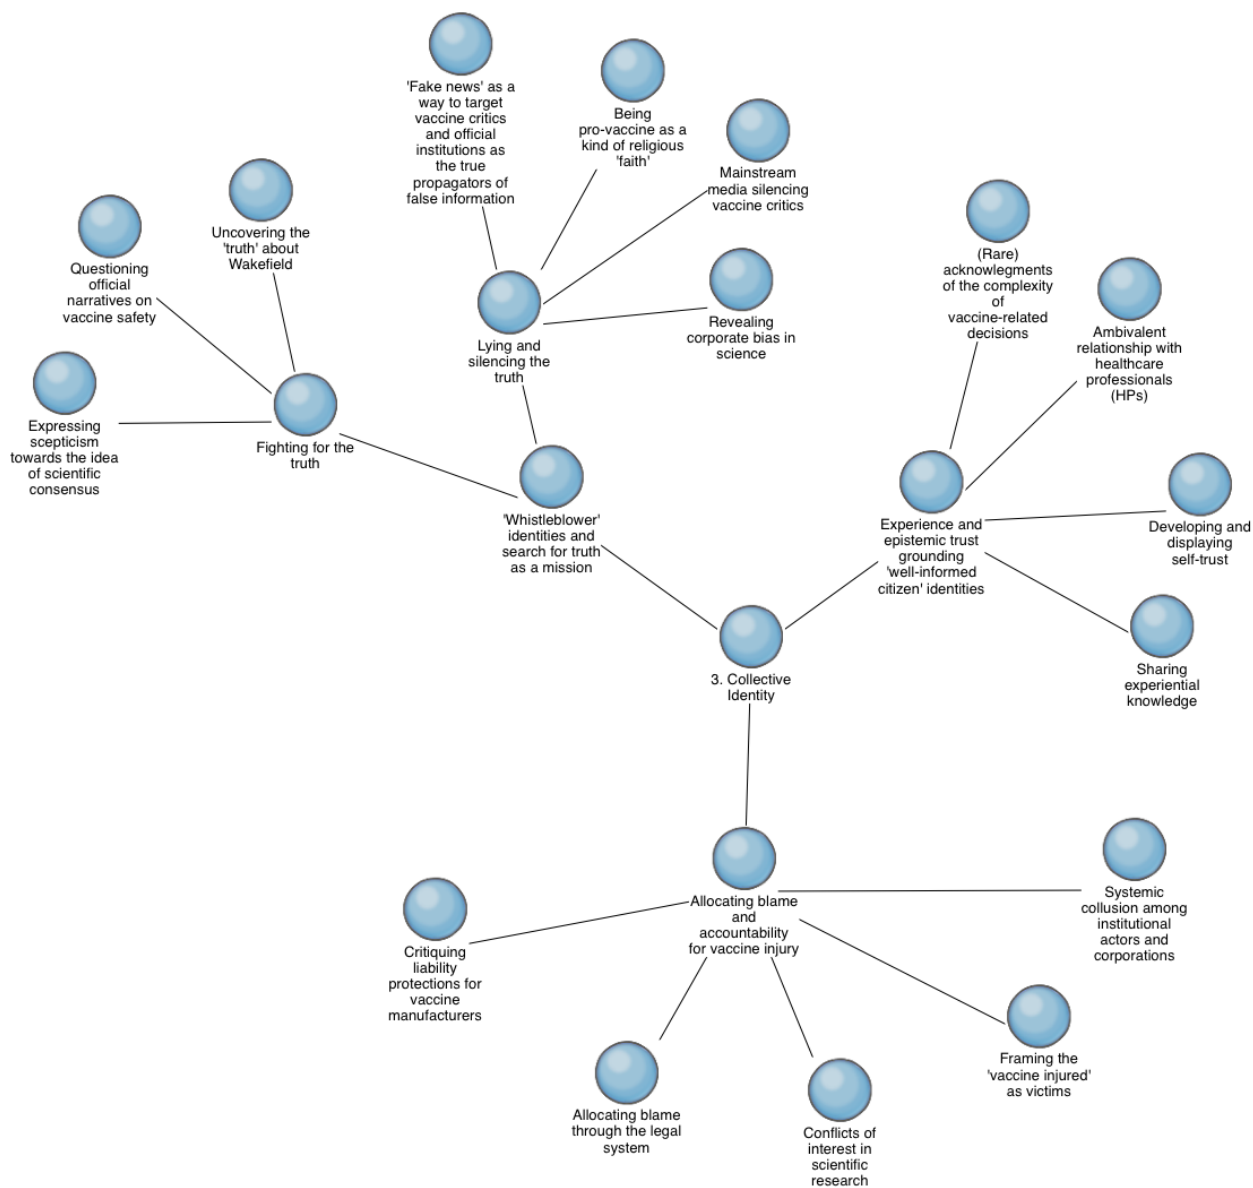 'Fake news' as a
way to target
vaccine critics
and official
institutions as
the true
propagators of
false information
Being
pro-vaccine as a
kind of religious
'faith'
Mainstream
media silencing
vaccine critics
Uncovering the
'truth' about
Wakefield
Questioning
official
narratives on
vaccine safety
(Rare)
acknowlegments
of the complexity
of
vaccine-related
decisions
Revealing
corporate bias in
science
Ambivalent
relationship with
healthcare
professionals
(HPs)
Lying and
silencing the
truth
Expressing
scepticism
towards the idea
of scientific
consensus
Fighting for the
truth
'Whistleblower'
identities and
search for truth
as a mission
Experience and
epistemic trust
grounding
'well-informed
citizen' identities
Developing and
displaying
self-trust
Sharing
experiential
knowledge
3. Collective
Identity
Allocating blame
and
accountability
for vaccine injury
Systemic
collusion among
institutional
actors and
corporations
Critiquing
liability
protections for
vaccine
manufacturers
Framing the
'vaccine injured'
as victims
Allocating blame
through the legal
system
Conflicts of
interest in
scientific
research